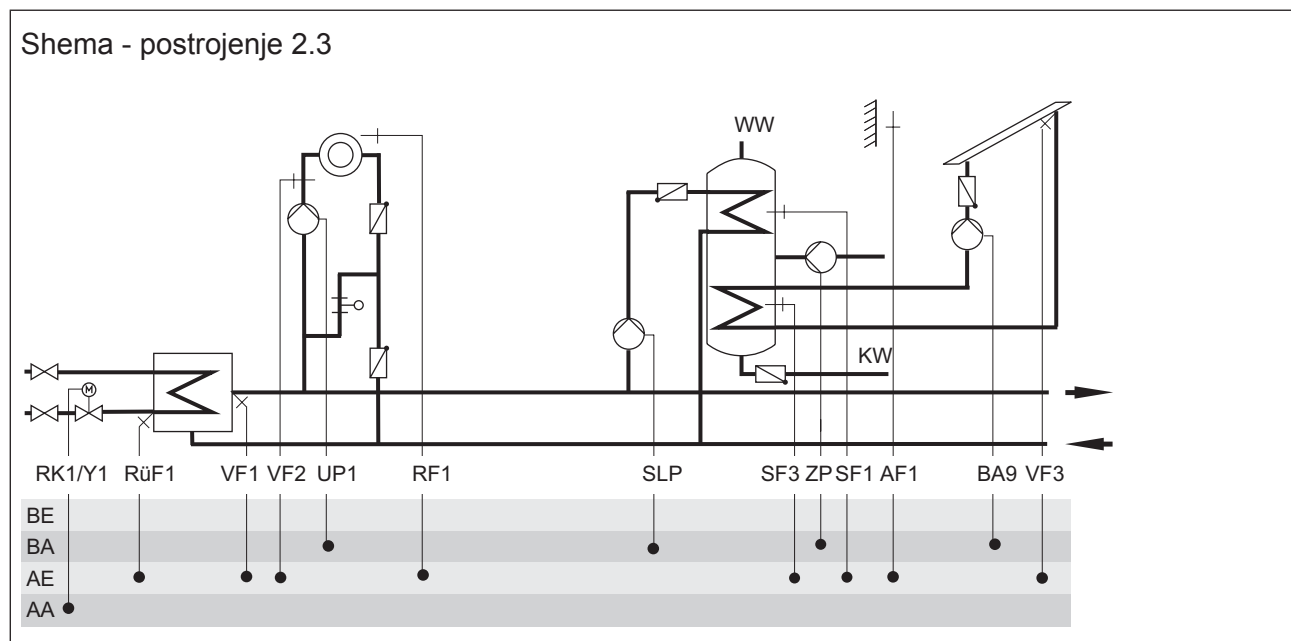 Shema - postrojenje 2.3
WW
M
KW
RK1/Y1 RüF1 VF1 VF2 UP1 RF1 SLP SF3 ZP SF1 AF1 BA9 VF3
BE
BA
AE
AA